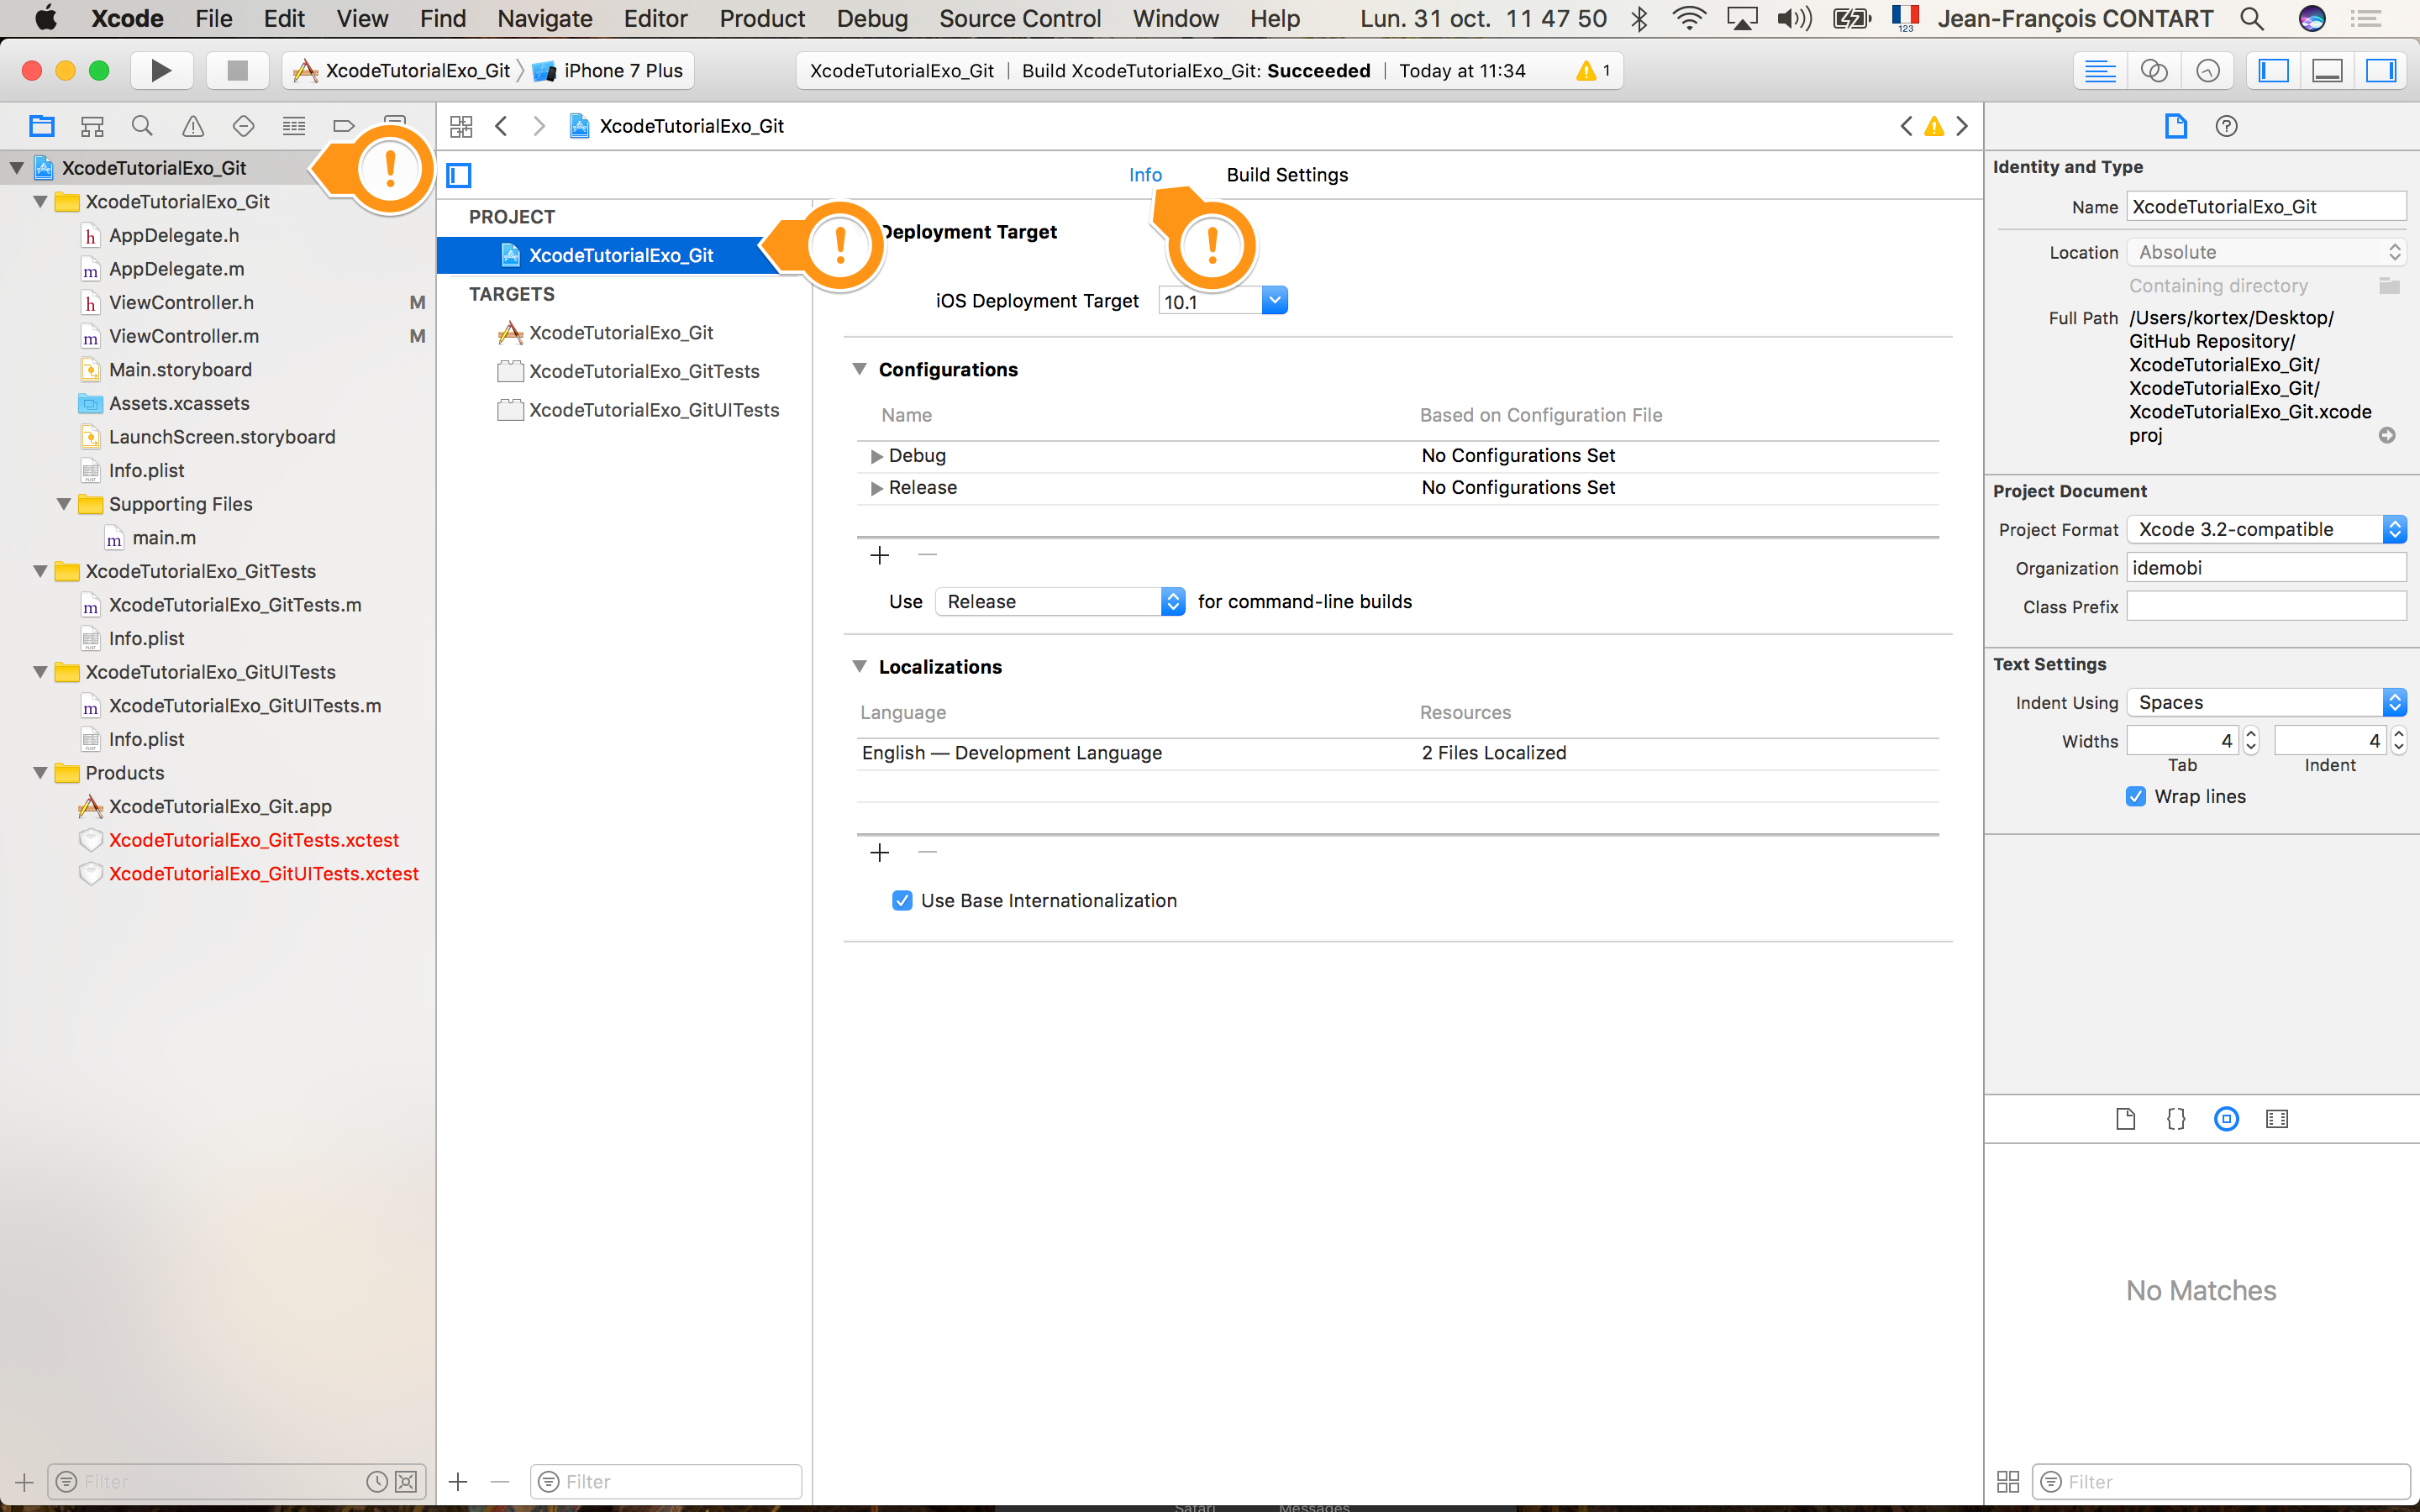 Xcode File Edit View Find Navigate Editor Product Debug Source Control Window Help Lun. 31 oct. 11 47 50 123 Jean-François CONTART
XcodeTutorialExo_Git iPhone 7 Plus
XcodeTutorialExo_Git | Build XcodeTutorialExo_Git: Succeeded | Today at 11:34 1
XcodeTutorialExo_Git
XcodeTutorialExo_Git
h AppDelegate.h
m AppDelegate.m
h ViewController.h M
m ViewController.m M
Main.storyboard
Assets.xcassets
LaunchScreen.storyboard
Info.plist
Supporting Files
m main.m
XcodeTutorialExo_GitTests
m XcodeTutorialExo_GitTests.m
Info.plist
XcodeTutorialExo_GitUITests
m XcodeTutorialExo_GitUITests.m
Info.plist
Products
XcodeTutorialExo_Git.app
XcodeTutorialExo_GitTests.xctest
XcodeTutorialExo_GitUITests.xctest
Filter
XcodeTutorialExo_Git
Info Build Settings
PROJECT
XcodeTutorialExo_Git
TARGETS
XcodeTutorialExo_Git
XcodeTutorialExo_GitTests
XcodeTutorialExo_GitUITests
Filter
! ! !
Deployment Target
iOS Deployment Target 10.1
Configurations
Name Based on Configuration File
Debug No Configurations Set
Release No Configurations Set
Use Release for command-line builds
Localizations
Language Resources
English — Development Language 2 Files Localized
Use Base Internationalization
Identity and Type
Name XcodeTutorialExo_Git
Location Absolute
Containing directory
Full Path /Users/kortex/Desktop/
GitHub Repository/
XcodeTutorialExo_Git/
XcodeTutorialExo_Git/
XcodeTutorialExo_Git.xcode
proj
Project Document
Project Format Xcode 3.2-compatible
Organization idemobi
Class Prefix
Text Settings
Indent Using Spaces
Widths 4 4
Tab Indent
Wrap lines
{}
No Matches
Filter
Safari Messages